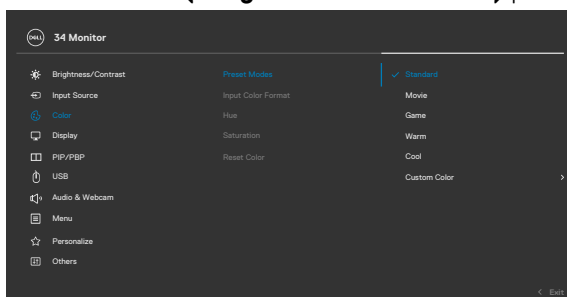 DELL
34 Monitor
Brightness/Contrast
Input Source
Color
Display
PIP/PBP
USB
Audio & Webcam
Menu
Personalize
Others
Preset Modes
Input Color Format
Hue
Saturation
Reset Color
Standard
Movie
Game
Warm
Cool
Custom Color
Exit